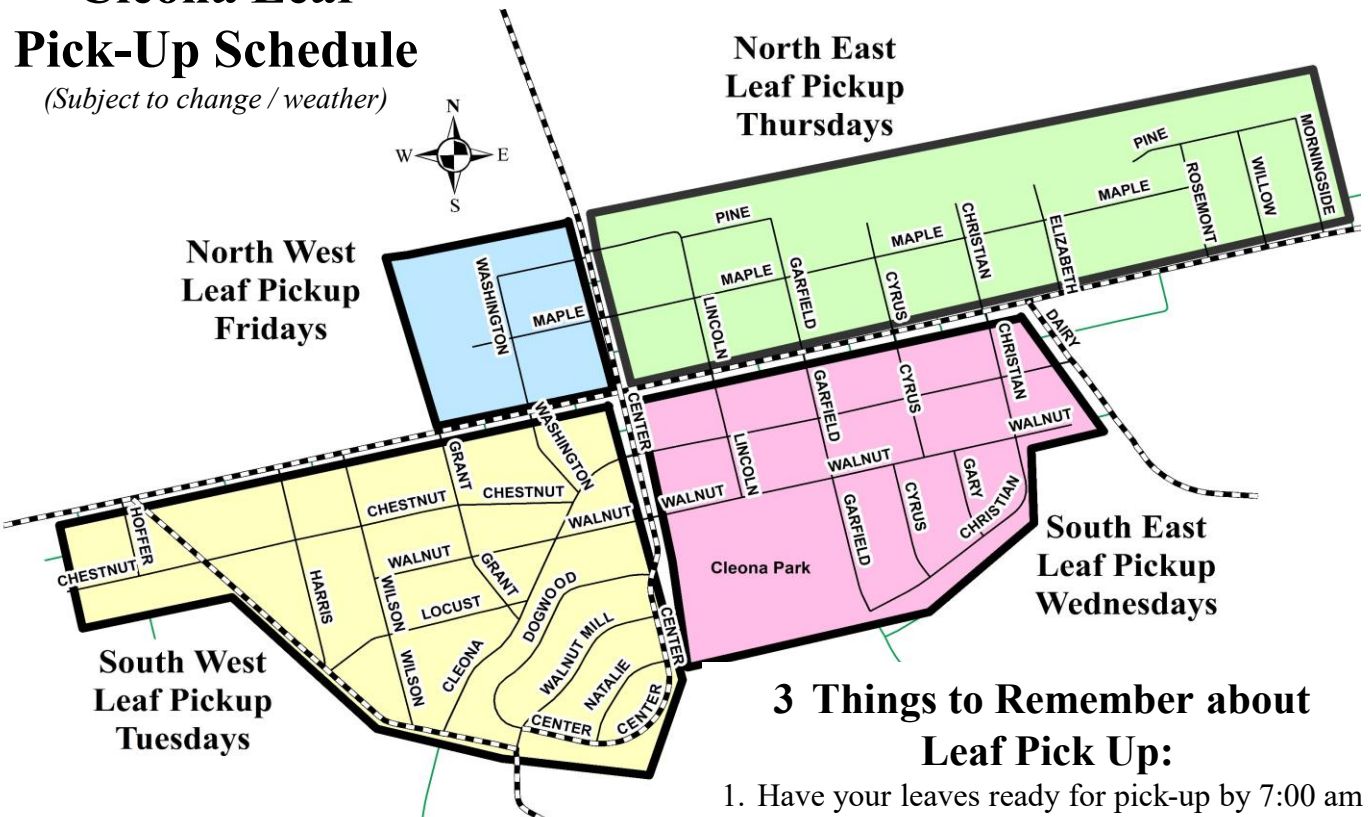 Cleona Leaf
Pick-Up Schedule
(Subject to change / weather)
N
W
E
S
North East
Leaf Pickup
Thursdays
North West
Leaf Pickup
Fridays
PINE
MORNINGSIDE
ROSEMONT
WILLOW
MAPLE
CHRISTIAN
PINE
ELIZABETH
MAPLE
WASHINGTON
GARFIELD
MAPLE
CYRUS
LINCOLN
MAPLE
DAIRY
CHRISTIAN
CYRUS
GARFIELD
CENTER
WASHINGTON
WALNUT
LINCOLN
GRANT
WALNUT
GARY
CHESTNUT
CHESTNUT
WALNUT
WALNUT
CYRUS
CHRISTIAN
GARFIELD
HOFFER
CHESTNUT
WALNUT
GRANT
Cleona Park
HARRIS
WILSON
LOCUST
DOGWOOD
CENTER
WALNUT MILL
WILSON
CLEONA
NATALIE
CENTER
CENTER
South East
Leaf Pickup
Wednesdays
South West
Leaf Pickup
Tuesdays
3 Things to Remember about
Leaf Pick Up:
1. Have your leaves ready for pick-up by 7:00 am